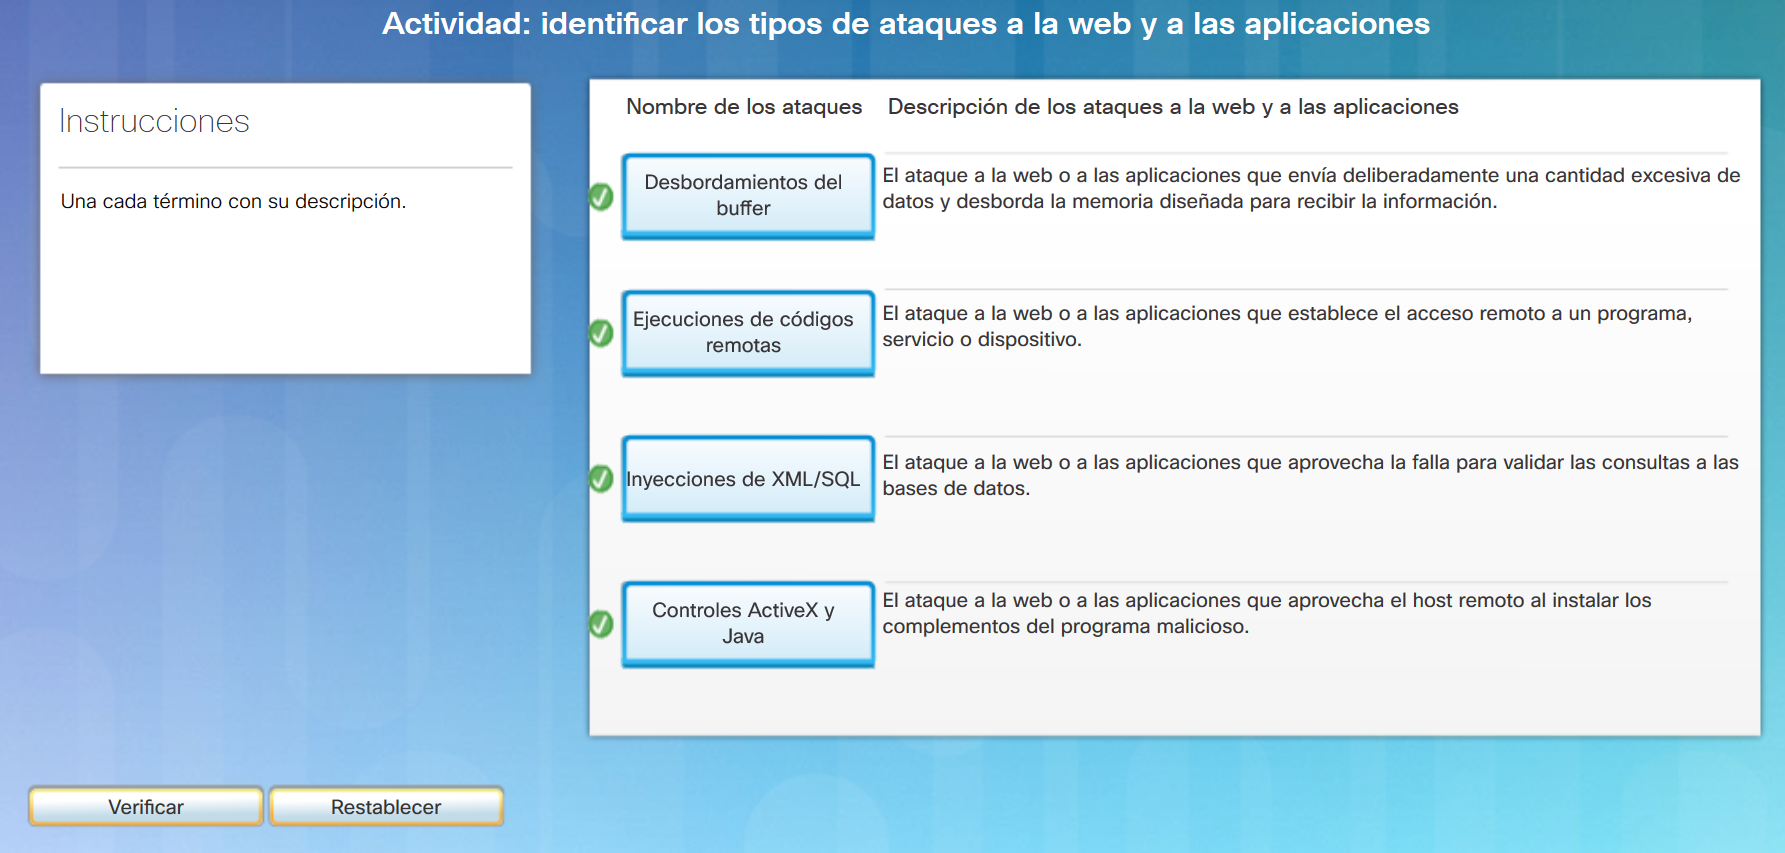 Actividad: identificar los tipos de ataques a la web y a las aplicaciones
Instrucciones
Una cada término con su descripción.
Nombre de los ataques
Descripción de los ataques a la web y a las aplicaciones
Desbordamientos del
buffer
El ataque a la web o a las aplicaciones que envía deliberadamente una cantidad excesiva de
datos y desborda la memoria diseñada para recibir la información.
Ejecuciones de códigos
remotas
El ataque a la web o a las aplicaciones que establece el acceso remoto a un programa,
servicio o dispositivo.
Inyecciones de XML/SQL
El ataque a la web o a las aplicaciones que aprovecha la falla para validar las consultas a las
bases de datos.
Controles ActiveX y
Java
El ataque a la web o a las aplicaciones que aprovecha el host remoto al instalar los
complementos del programa malicioso.
Verificar
Restablecer